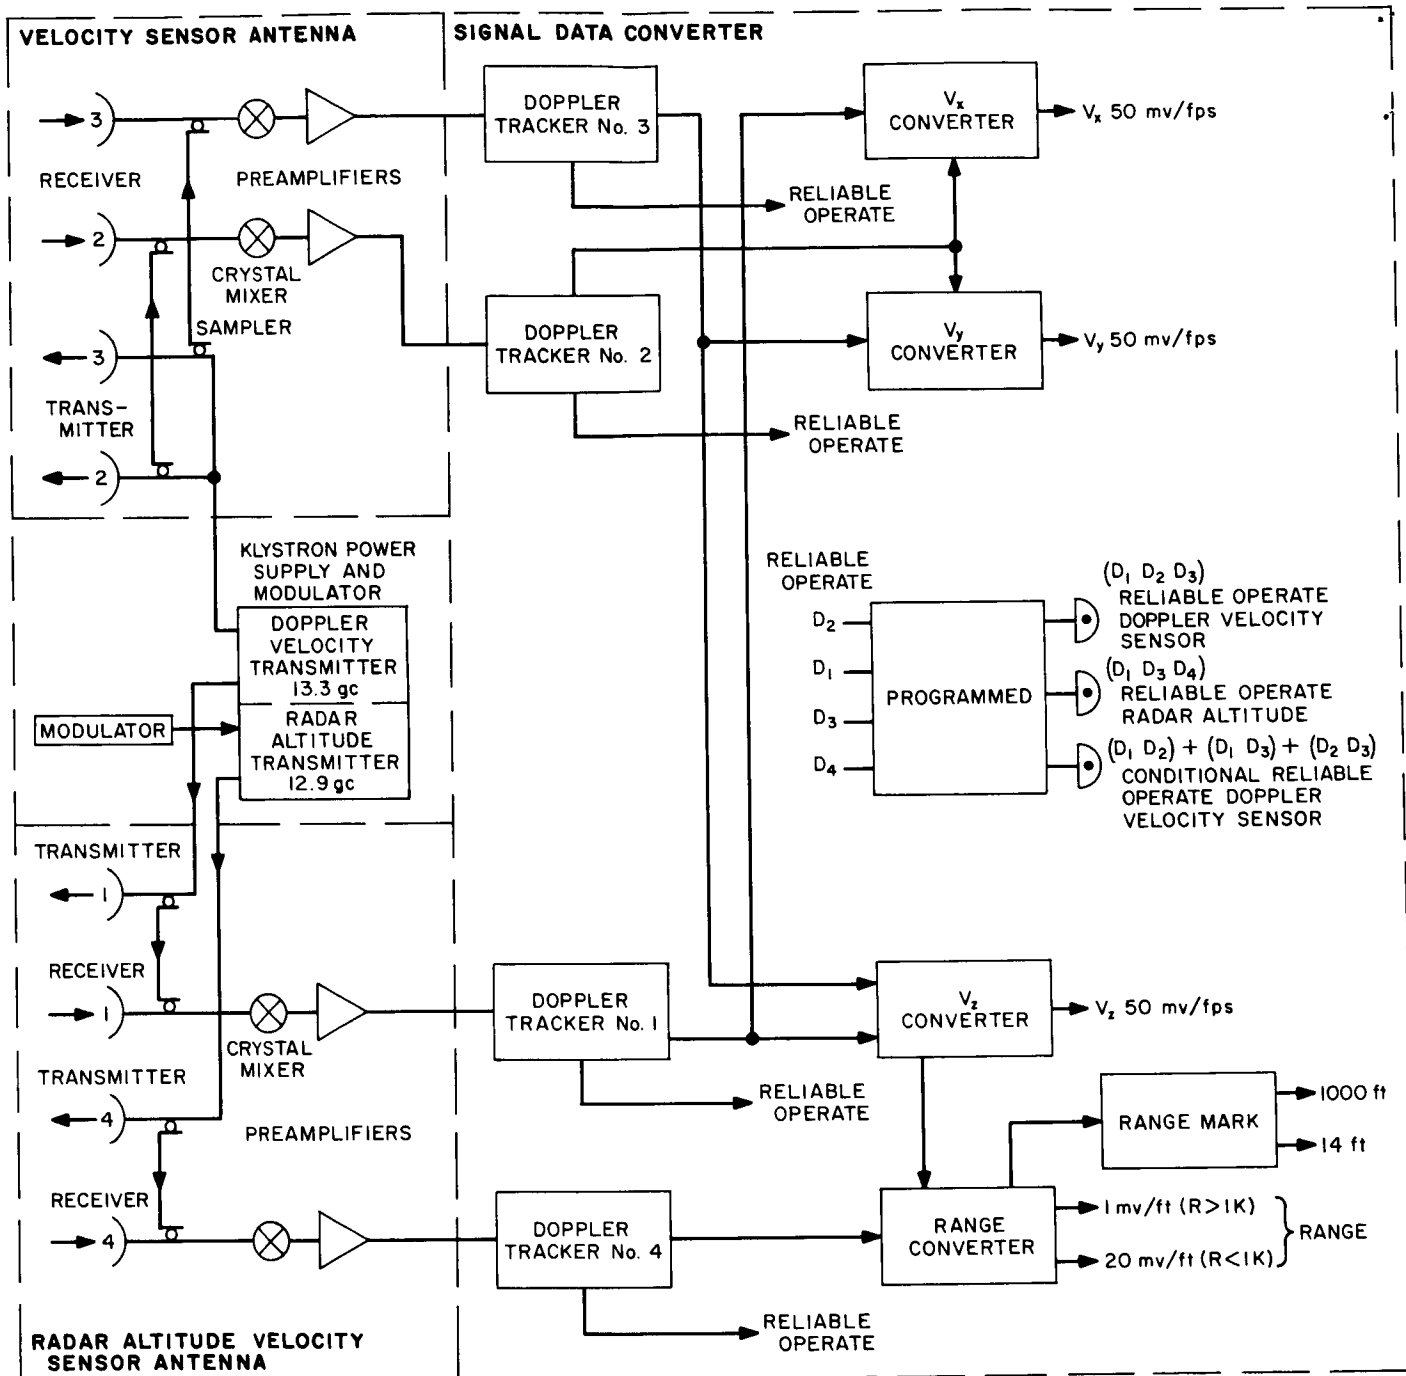 VELOCITY SENSOR ANTENNA
SIGNAL DATA CONVERTER
3
RECEIVER
PREAMPLIFIERS
2
CRYSTAL
MIXER
SAMPLER
3
TRANS-
MITTER
2
DOPPLER
TRACKER No. 3
RELIABLE
OPERATE
DOPPLER
TRACKER No. 2
RELIABLE
OPERATE
Vx
CONVERTER
Vx 50 mv/fps
Vy
CONVERTER
Vy 50 mv/fps
KLYSTRON POWER
SUPPLY AND
MODULATOR
DOPPLER
VELOCITY
TRANSMITTER
13.3 gc
MODULATOR
RADAR
ALTITUDE
TRANSMITTER
12.9 gc
RELIABLE
OPERATE
D2
D1
D3
D4
PROGRAMMED
(D1 D2 D3)
RELIABLE OPERATE
DOPPLER VELOCITY
SENSOR
(D1 D3 D4)
RELIABLE OPERATE
RADAR ALTITUDE
(D1 D2) + (D1 D3) + (D2 D3)
CONDITIONAL RELIABLE
OPERATE DOPPLER
VELOCITY SENSOR
TRANSMITTER
1
RECEIVER
1
CRYSTAL
MIXER
TRANSMITTER
4
PREAMPLIFIERS
RECEIVER
4
DOPPLER
TRACKER No. 1
RELIABLE
OPERATE
Vz
CONVERTER
Vz 50 mv/fps
RANGE MARK
1000 ft
14 ft
DOPPLER
TRACKER No. 4
RELIABLE
OPERATE
RANGE
CONVERTER
1 mv/ft (R>1K)
20 mv/ft (R<1K)
RANGE
RADAR ALTITUDE VELOCITY
SENSOR ANTENNA